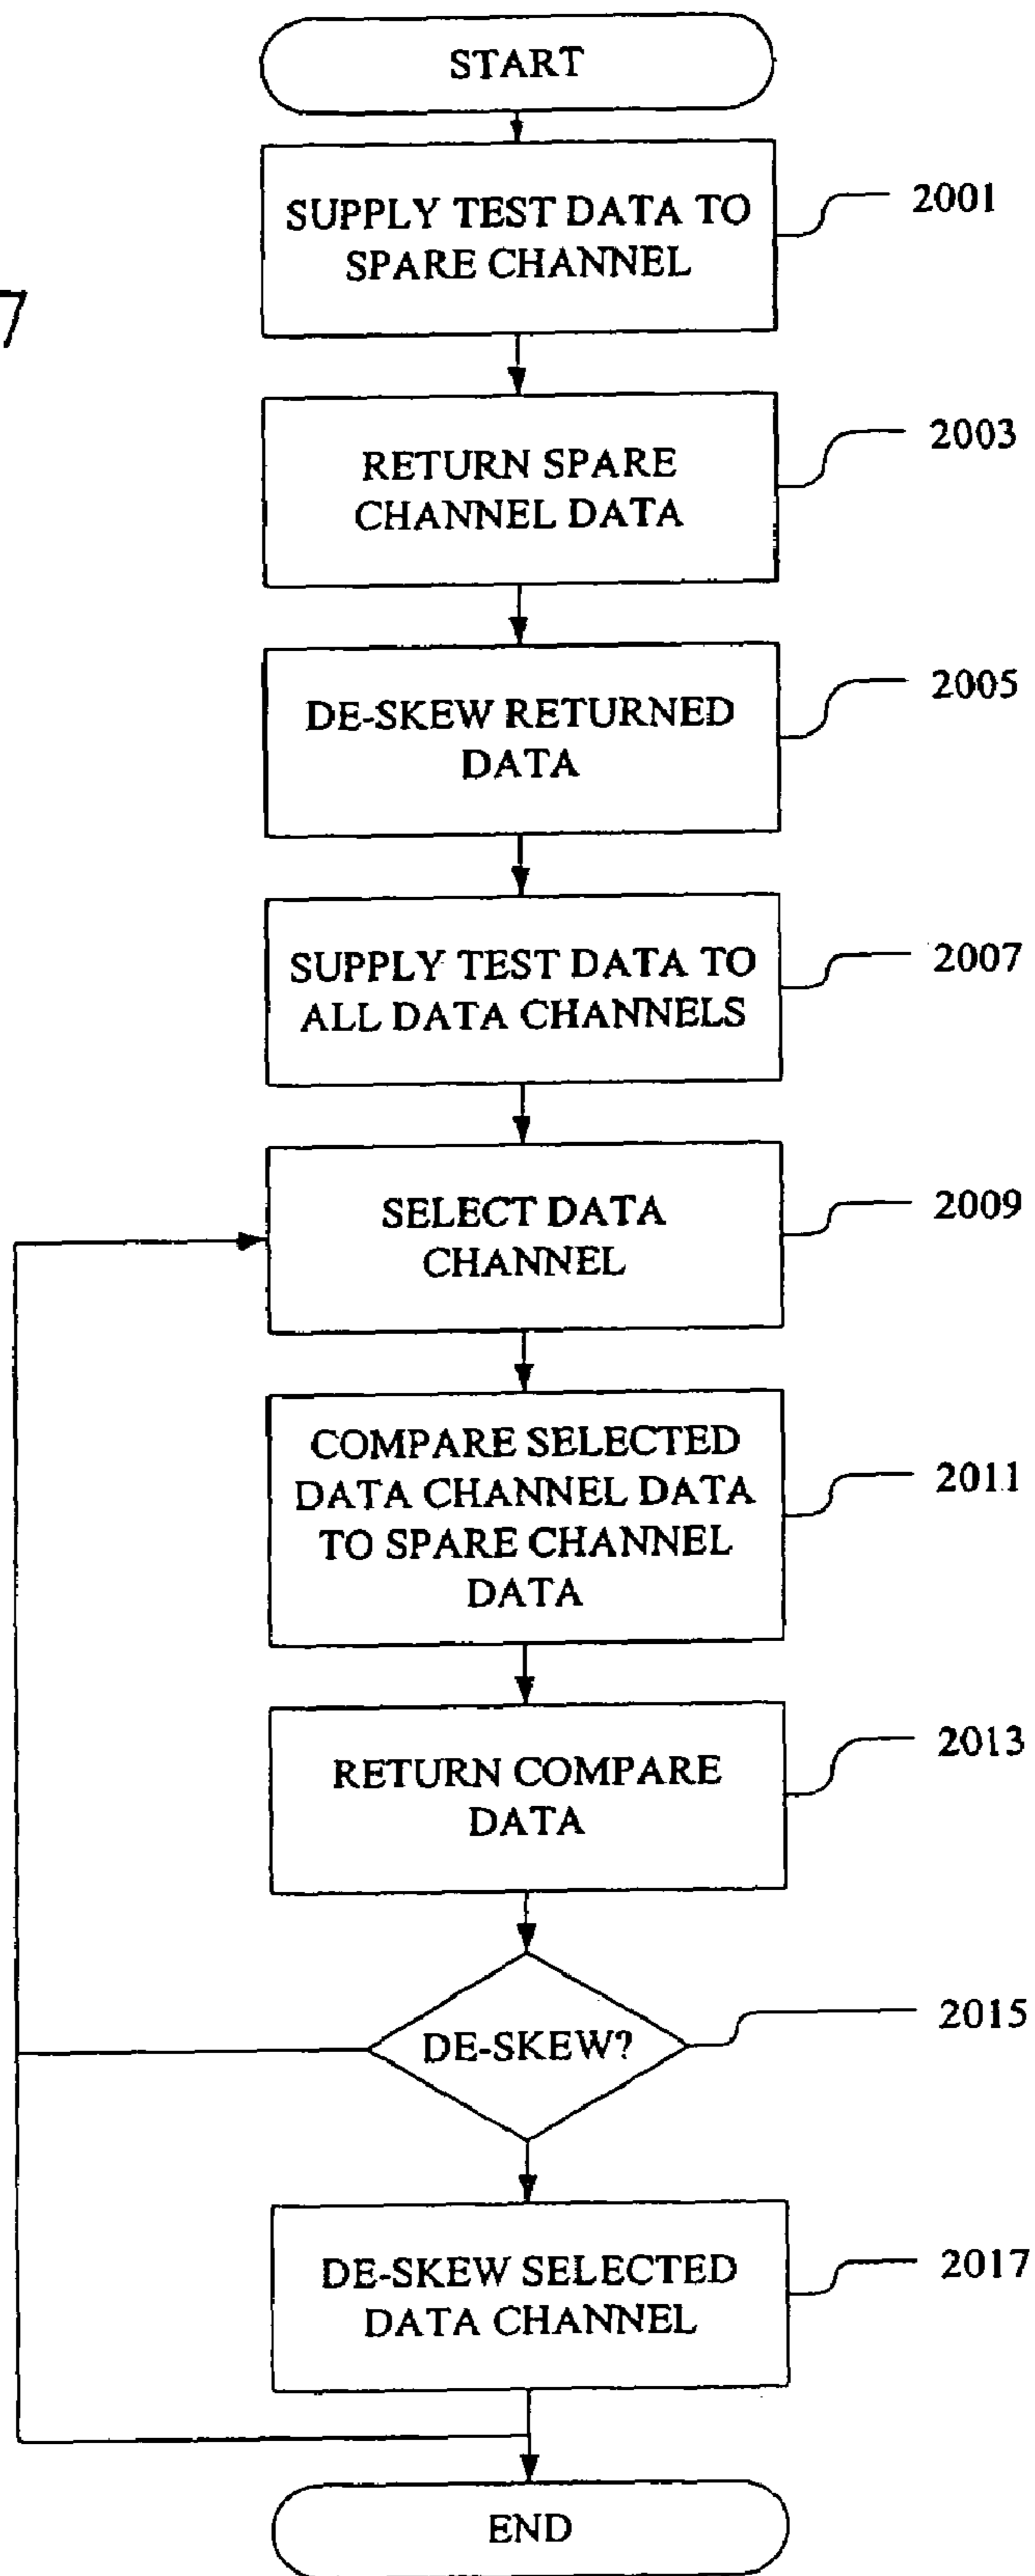 START
SUPPLY TEST DATA TO
SPARE CHANNEL
2001
7
RETURN SPARE
CHANNEL DATA
2003
DE-SKEW RETURNED
DATA
2005
SUPPLY TEST DATA TO
ALL DATA CHANNELS
2007
SELECT DATA
CHANNEL
2009
COMPARE SELECTED
DATA CHANNEL DATA
TO SPARE CHANNEL
DATA
2011
RETURN COMPARE
DATA
2013
DE-SKEW?
2015
DE-SKEW SELECTED
DATA CHANNEL
2017
END